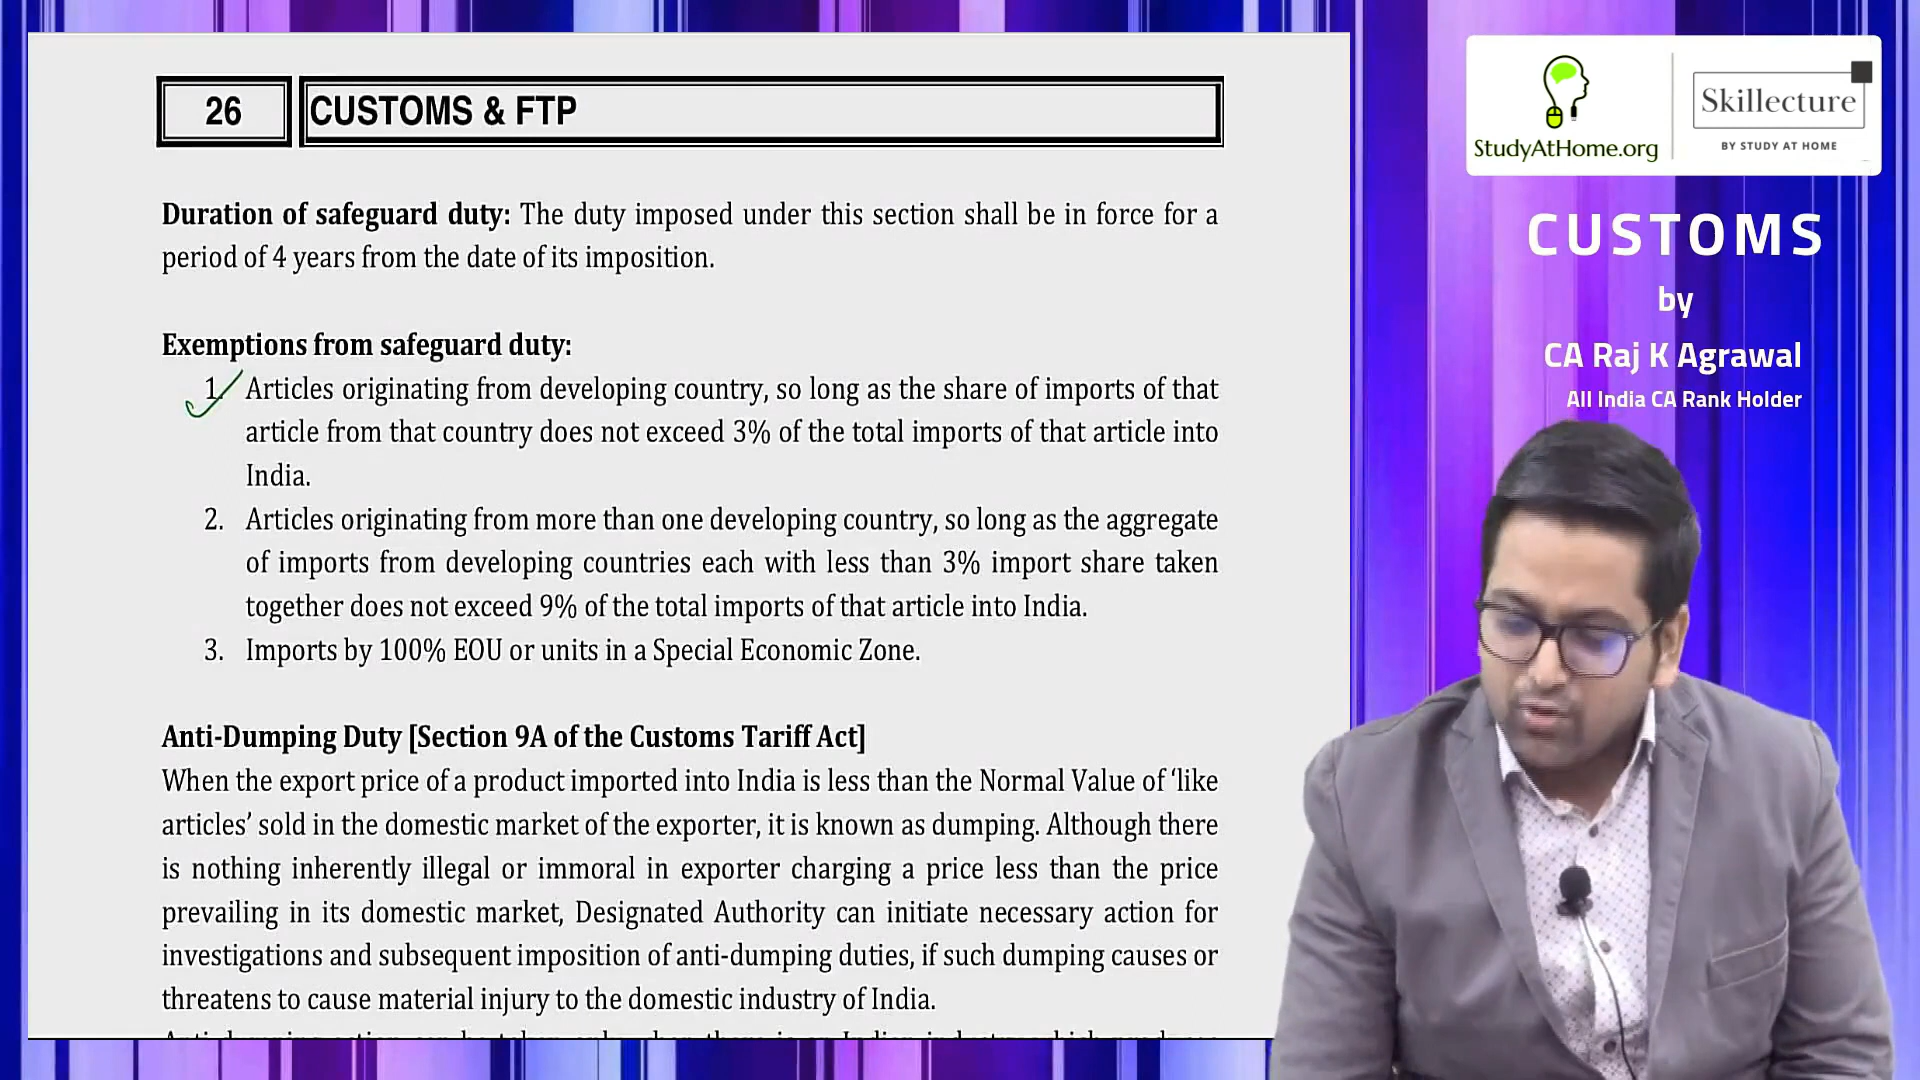 26 CUSTOMS & FTP
Duration of safeguard duty: The duty imposed under this section shall be in force for a
period of 4 years from the date of its imposition.
Exemptions from safeguard duty:
1. Articles originating from developing country, so long as the share of imports of that
article from that country does not exceed 3% of the total imports of that article into
India.
2. Articles originating from more than one developing country, so long as the aggregate
of imports from developing countries each with less than 3% import share taken
together does not exceed 9% of the total imports of that article into India.
3. Imports by 100% EOU or units in a Special Economic Zone.
Anti-Dumping Duty [Section 9A of the Customs Tariff Act]
When the export price of a product imported into India is less than the Normal Value of ‘like
articles’ sold in the domestic market of the exporter, it is known as dumping. Although there
is nothing inherently illegal or immoral in exporter charging a price less than the price
prevailing in its domestic market, Designated Authority can initiate necessary action for
investigations and subsequent imposition of anti-dumping duties, if such dumping causes or
threatens to cause material injury to the domestic industry of India.
StudyAtHome.org
Skillecture
BY STUDY AT HOME
CUSTOMS
by
CA Raj K Agrawal
All India CA Rank Holder